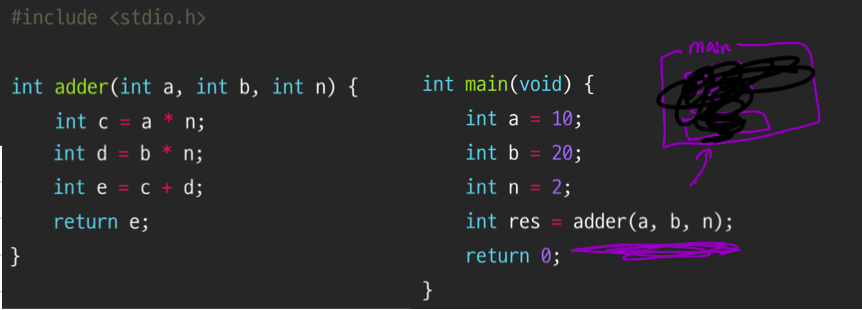 #include <stdio.h>
int adder(int a, int b, int n) {
int c = a * n;
int d = b * n;
int e = c + d;
return e;
}
int main(void) {
int a = 10;
int b = 20;
int n = 2;
int res = adder(a, b, n);
return 0;
}
main